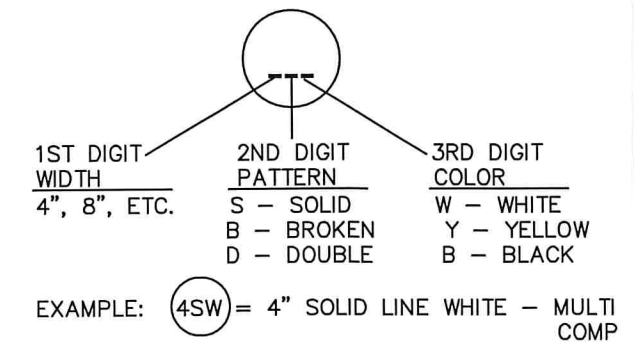 1ST DIGIT 2ND DIGIT 3RD DIGIT
WIDTH PATTERN COLOR
4", 8", ETC. S – SOLID W – WHITE
B – BROKEN Y – YELLOW
D – DOUBLE B – BLACK
EXAMPLE: 4SW = 4" SOLID LINE WHITE – MULTI
COMP